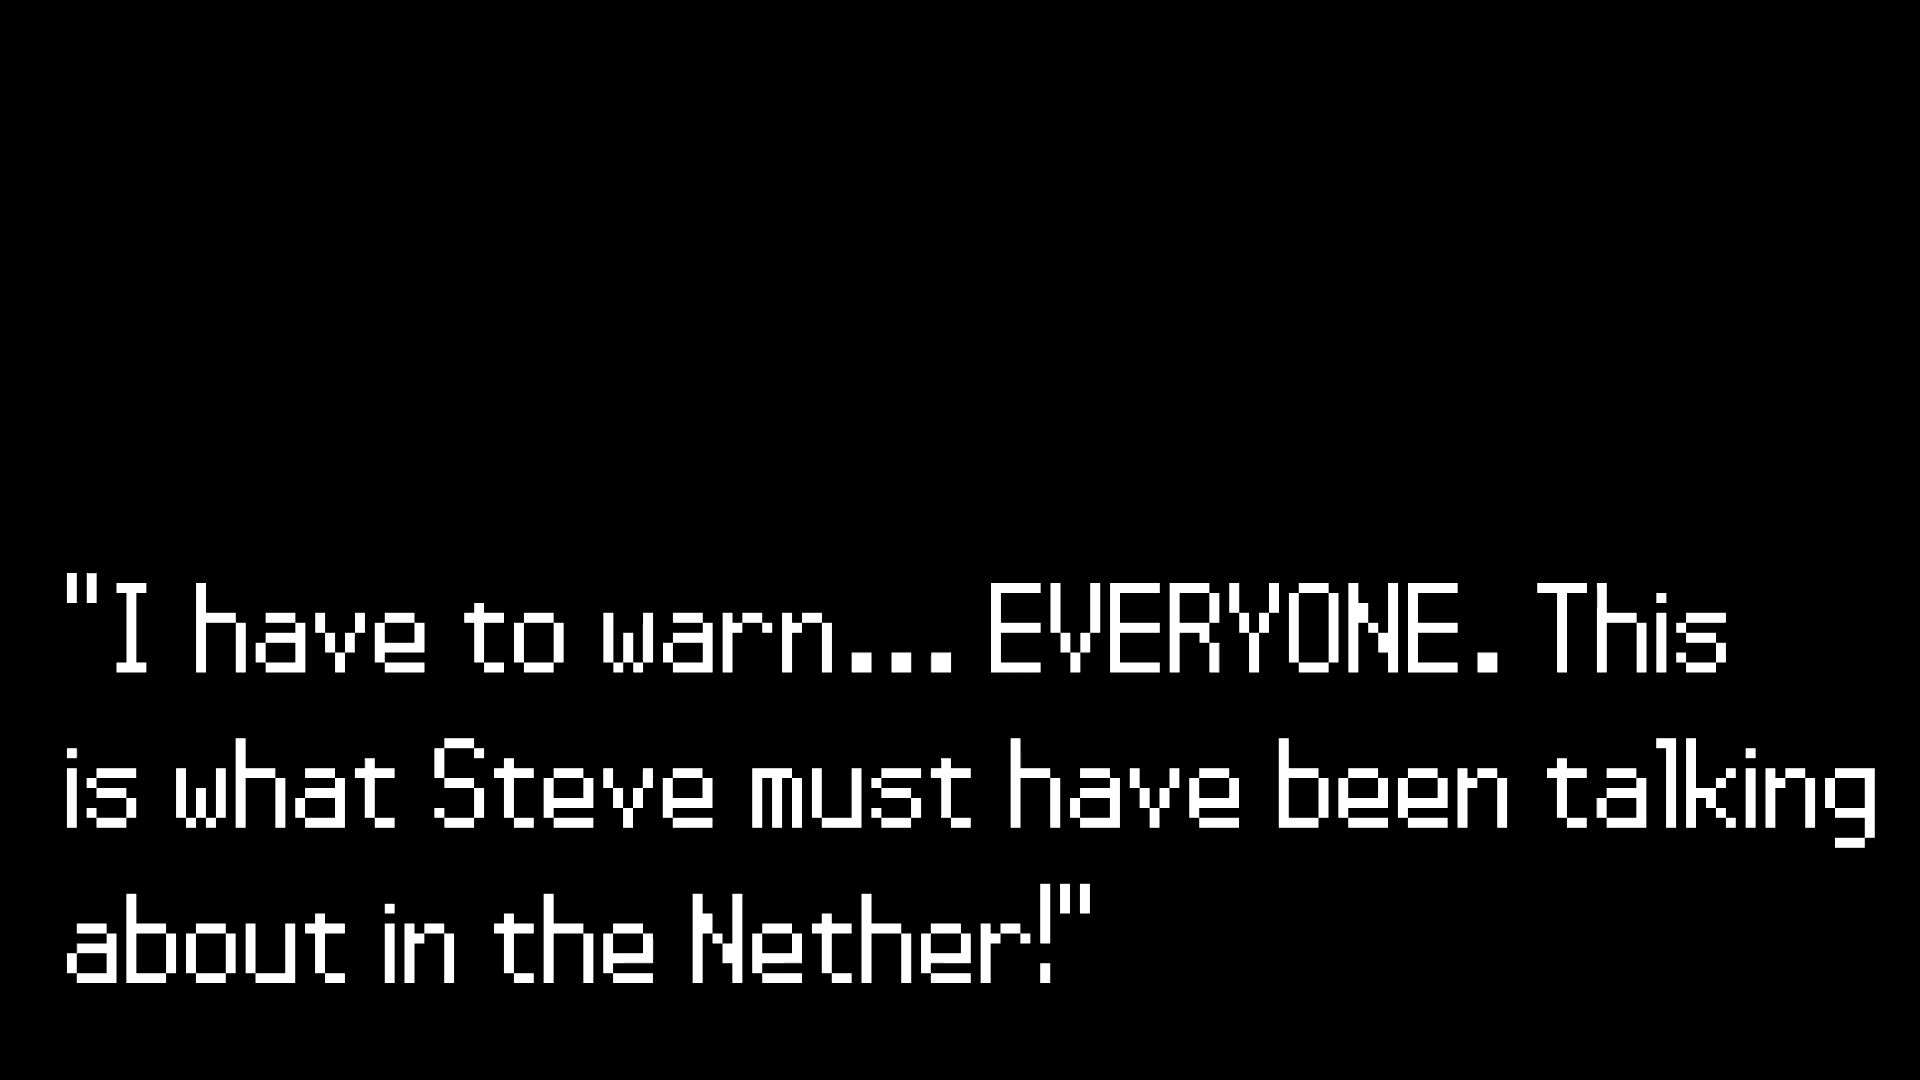 "I have to warn... EVERYONE. This
is what Steve must have been talking
about in the Nether!"